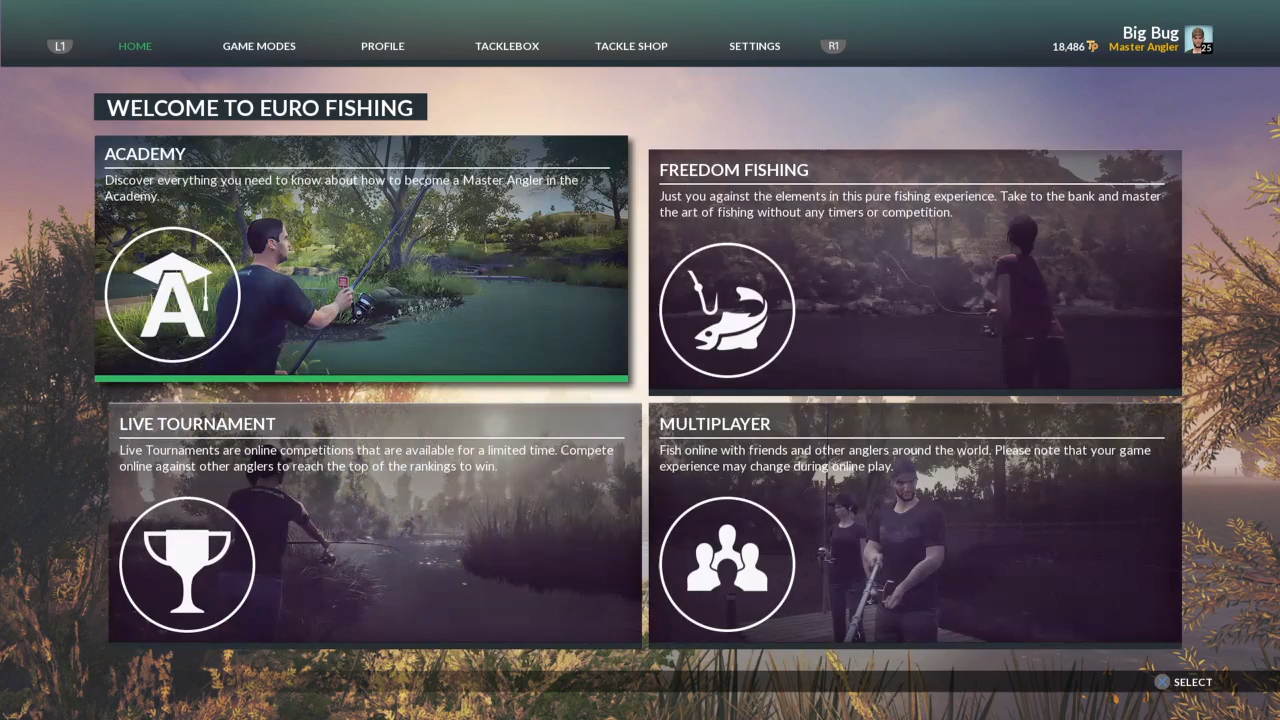 L1
HOME
GAME MODES
PROFILE
TACKLEBOX
TACKLE SHOP
SETTINGS
R1
18,486 TP
Big Bug
Master Angler
25
WELCOME TO EURO FISHING
ACADEMY
Discover everything you need to know about how to become a Master Angler in the
Academy.
A
FREEDOM FISHING
Just you against the elements in this pure fishing experience. Take to the bank and master
the art of fishing without any timers or competition.
LIVE TOURNAMENT
Live Tournaments are online competitions that are available for a limited time. Compete
online against other anglers to reach the top of the rankings to win.
MULTIPLAYER
Fish online with friends and other anglers around the world. Please note that your game
experience may change during online play.
SELECT